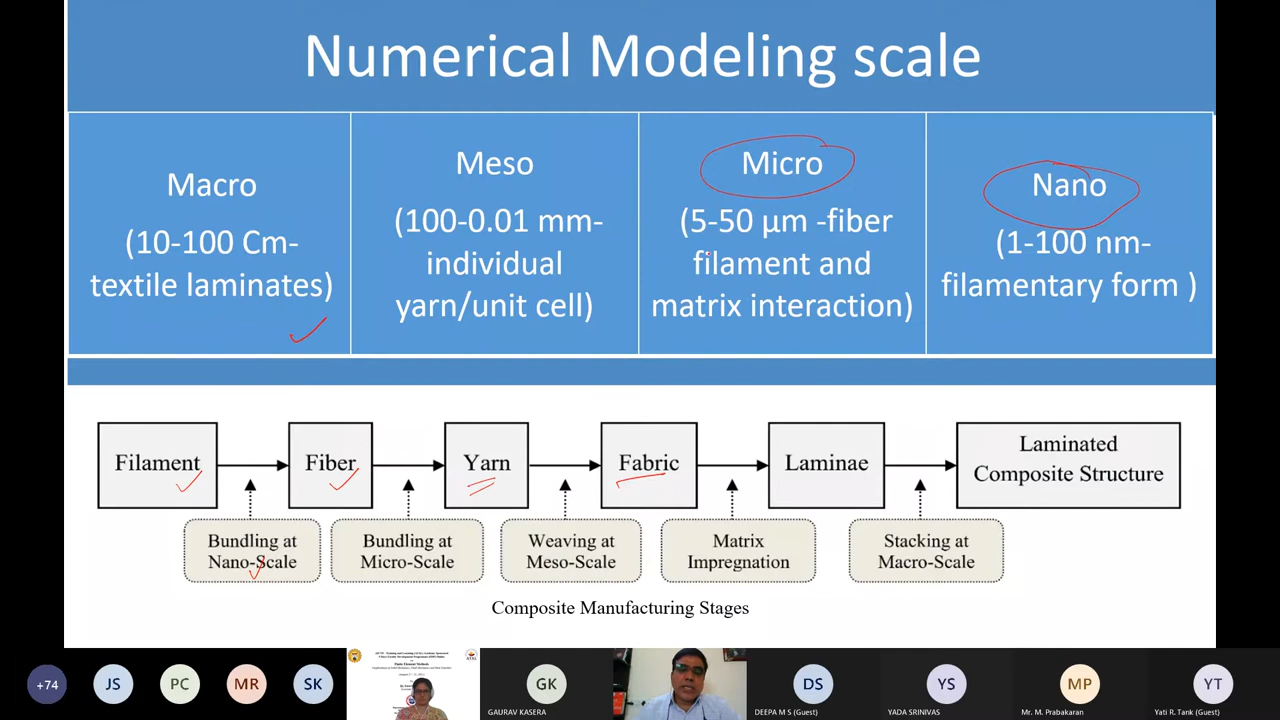 Numerical Modeling scale
Macro
(10-100 Cm-
textile laminates)
Meso
(100-0.01 mm-
individual
yarn/unit cell)
Micro
(5-50 µm -fiber
filament and
matrix interaction)
Nano
(1-100 nm-
filamentary form )
Filament
Fiber
Yarn
Fabric
Laminae
Laminated
Composite Structure
Bundling at
Nano-Scale
Bundling at
Micro-Scale
Weaving at
Meso-Scale
Matrix
Impregnation
Stacking at
Macro-Scale
Composite Manufacturing Stages
+74
JS
PC
MR
SK
Finite Element Methods
GK
GAURAV KASERA
DS
DEEPA M S (Guest)
YS
YADA SRINIVAS
MP
Mr. M. Prabakaran
YT
Yati R. Tank (Guest)